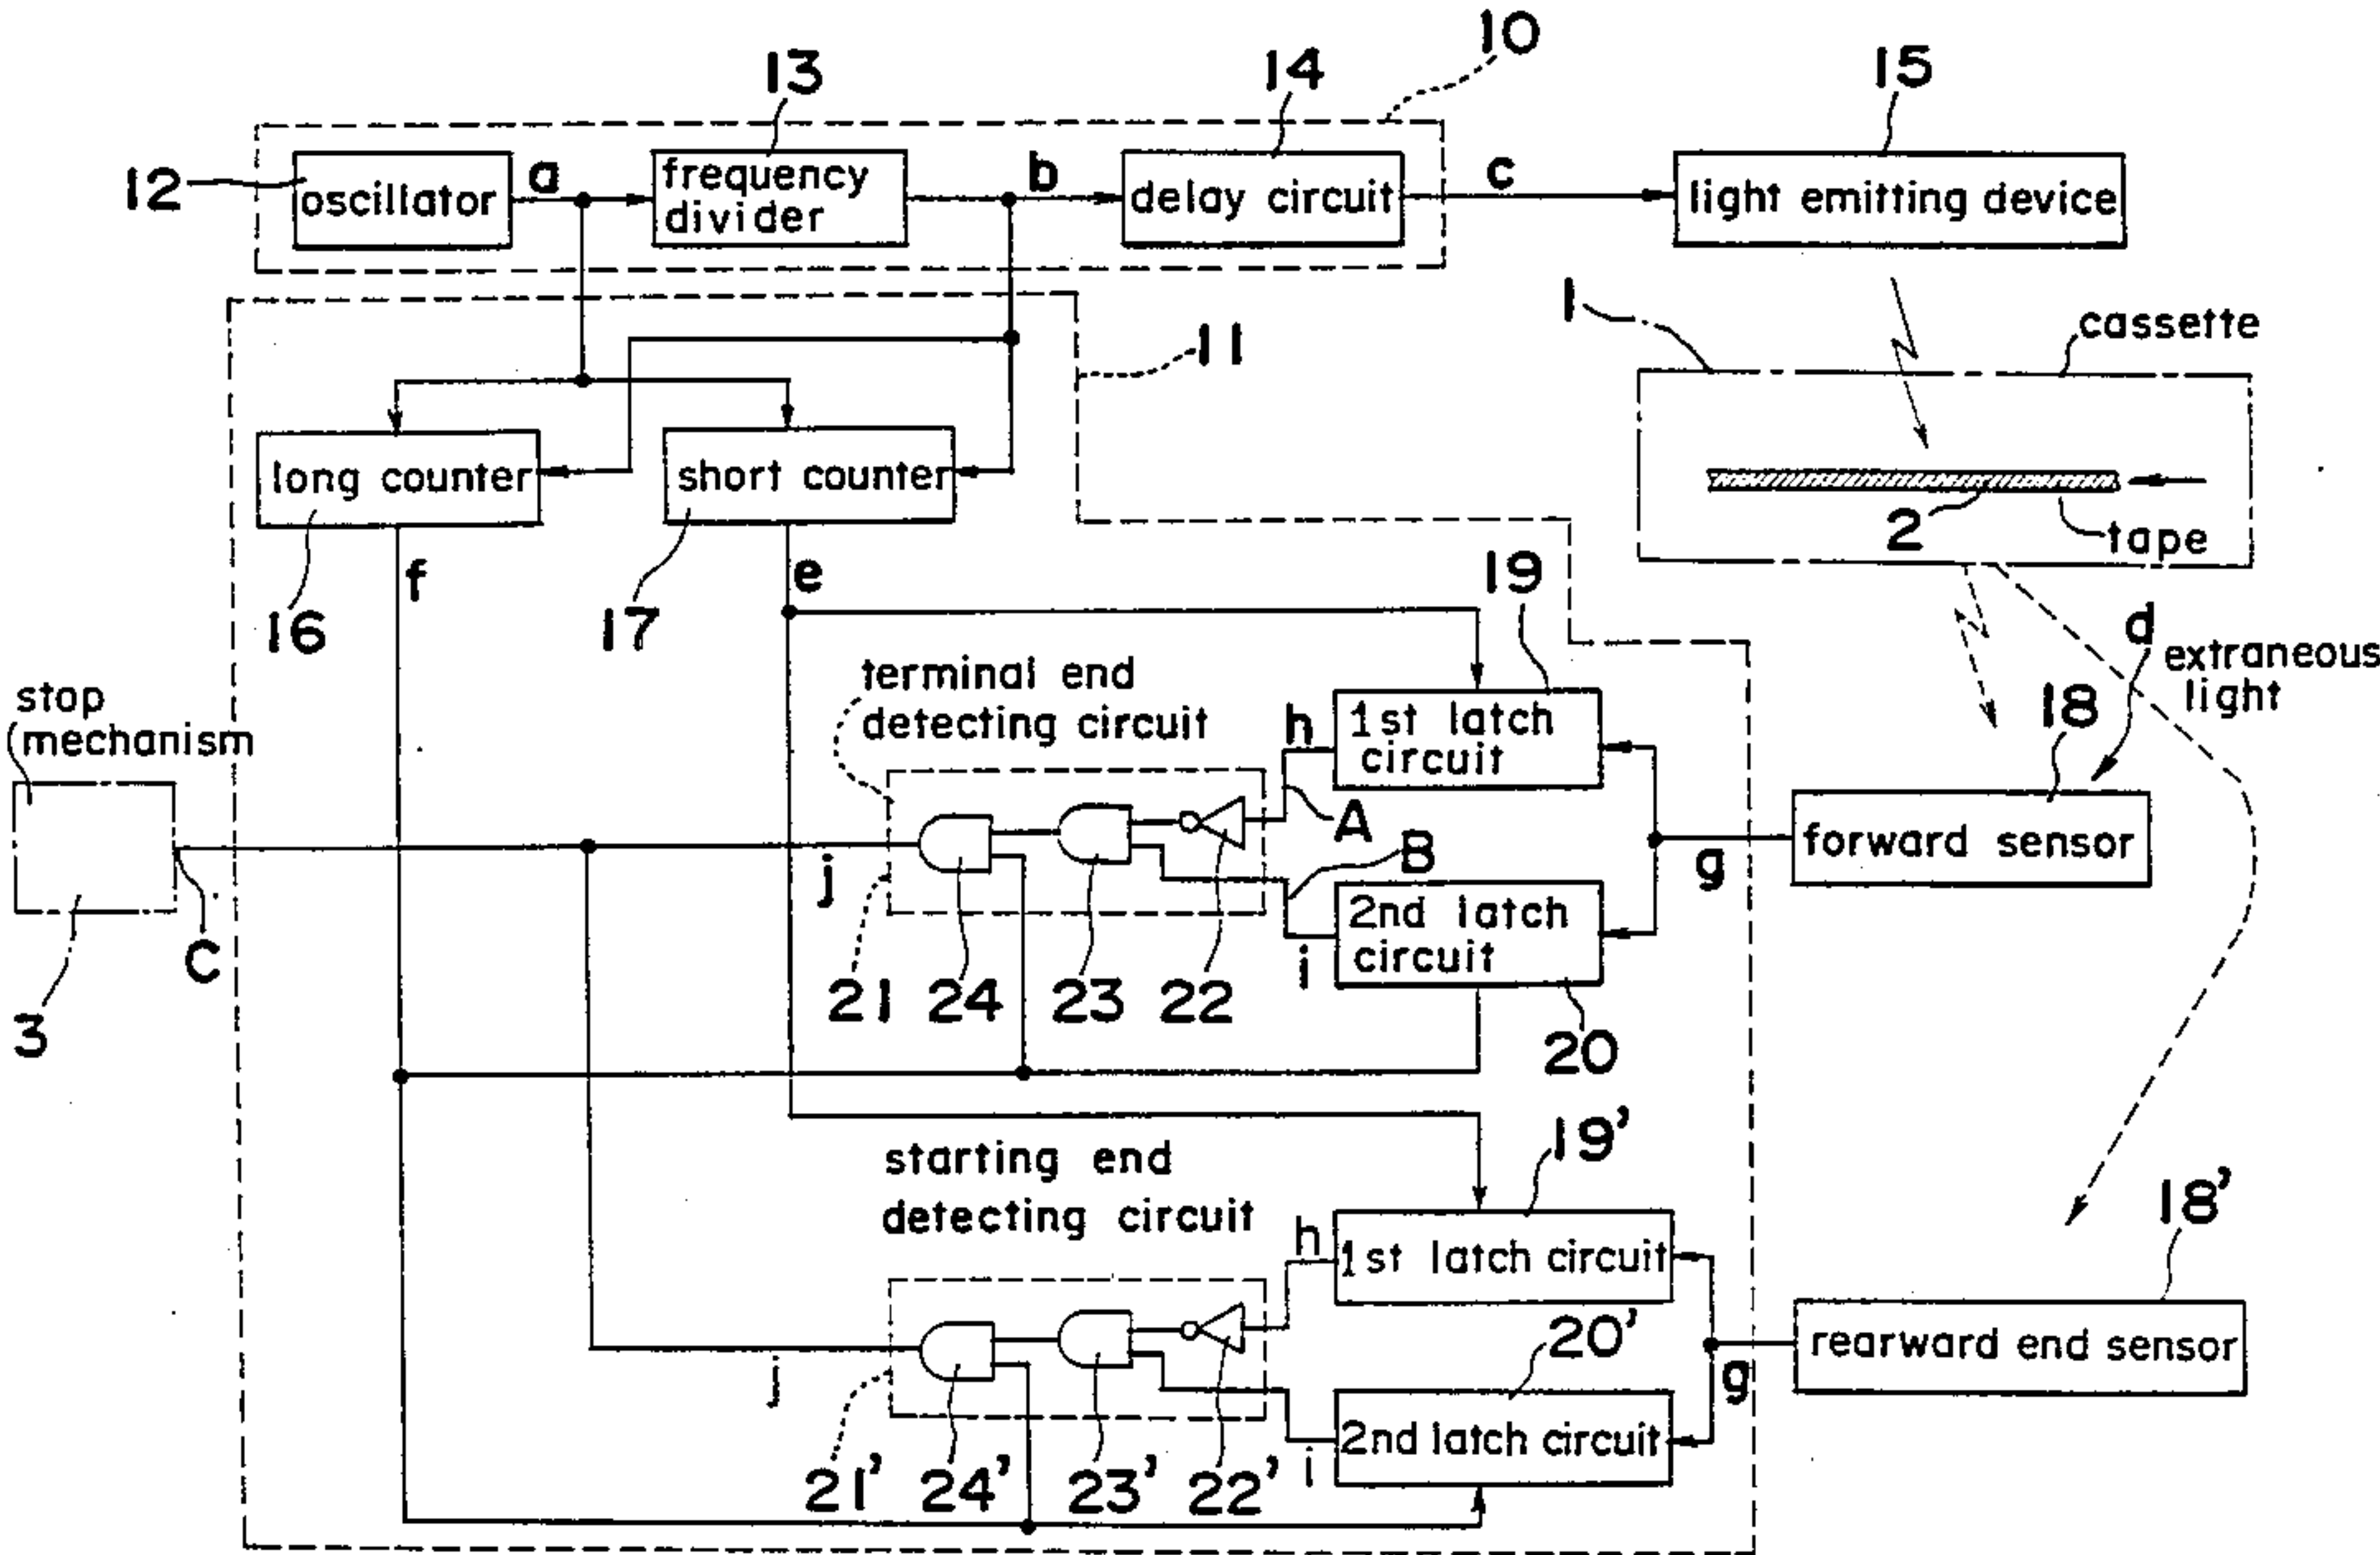 10
13
14
15
12
oscillator
a
frequency
divider
b
delay circuit
c
light emitting device
1
cassette
11
long counter
short counter
2
tape
f
e
16
17
19
d
extraneous
light
18
stop
mechanism
terminal end
detecting circuit
h
1st latch
circuit
A
B
j
g
forward sensor
C
3
i
2nd latch
circuit
21
24
23
22
20
starting end
detecting circuit
19'
18'
h
1st latch circuit
20'
rearward end sensor
j
g
i
2nd latch circuit
21'
24'
23'
22'